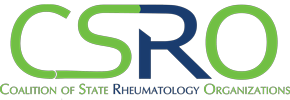 CSRO
COALITION OF STATE RHEUMATOLOGY ORGANIZATIONS